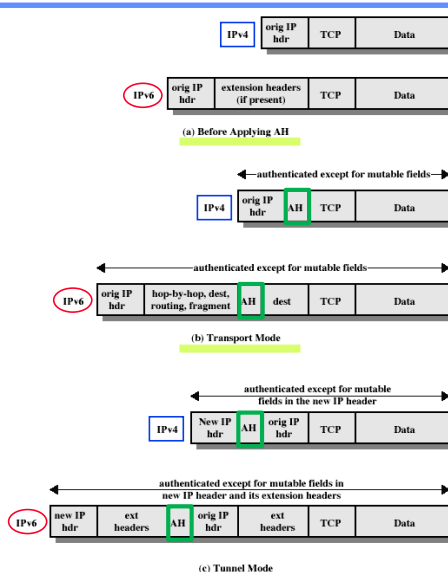 IPv4 orig IP hdr TCP Data
IPv6 orig IP hdr extension headers (if present) TCP Data
(a) Before Applying AH
authenticated except for mutable fields
IPv4 orig IP hdr AH TCP Data
authenticated except for mutable fields
IPv6 orig IP hdr hop-by-hop, dest, routing, fragment AH dest TCP Data
(b) Transport Mode
authenticated except for mutable
fields in the new IP header
IPv4 New IP hdr AH orig IP hdr TCP Data
authenticated except for mutable fields in
new IP header and its extension headers
IPv6 new IP hdr ext headers AH orig IP hdr ext headers TCP Data
(c) Tunnel Mode